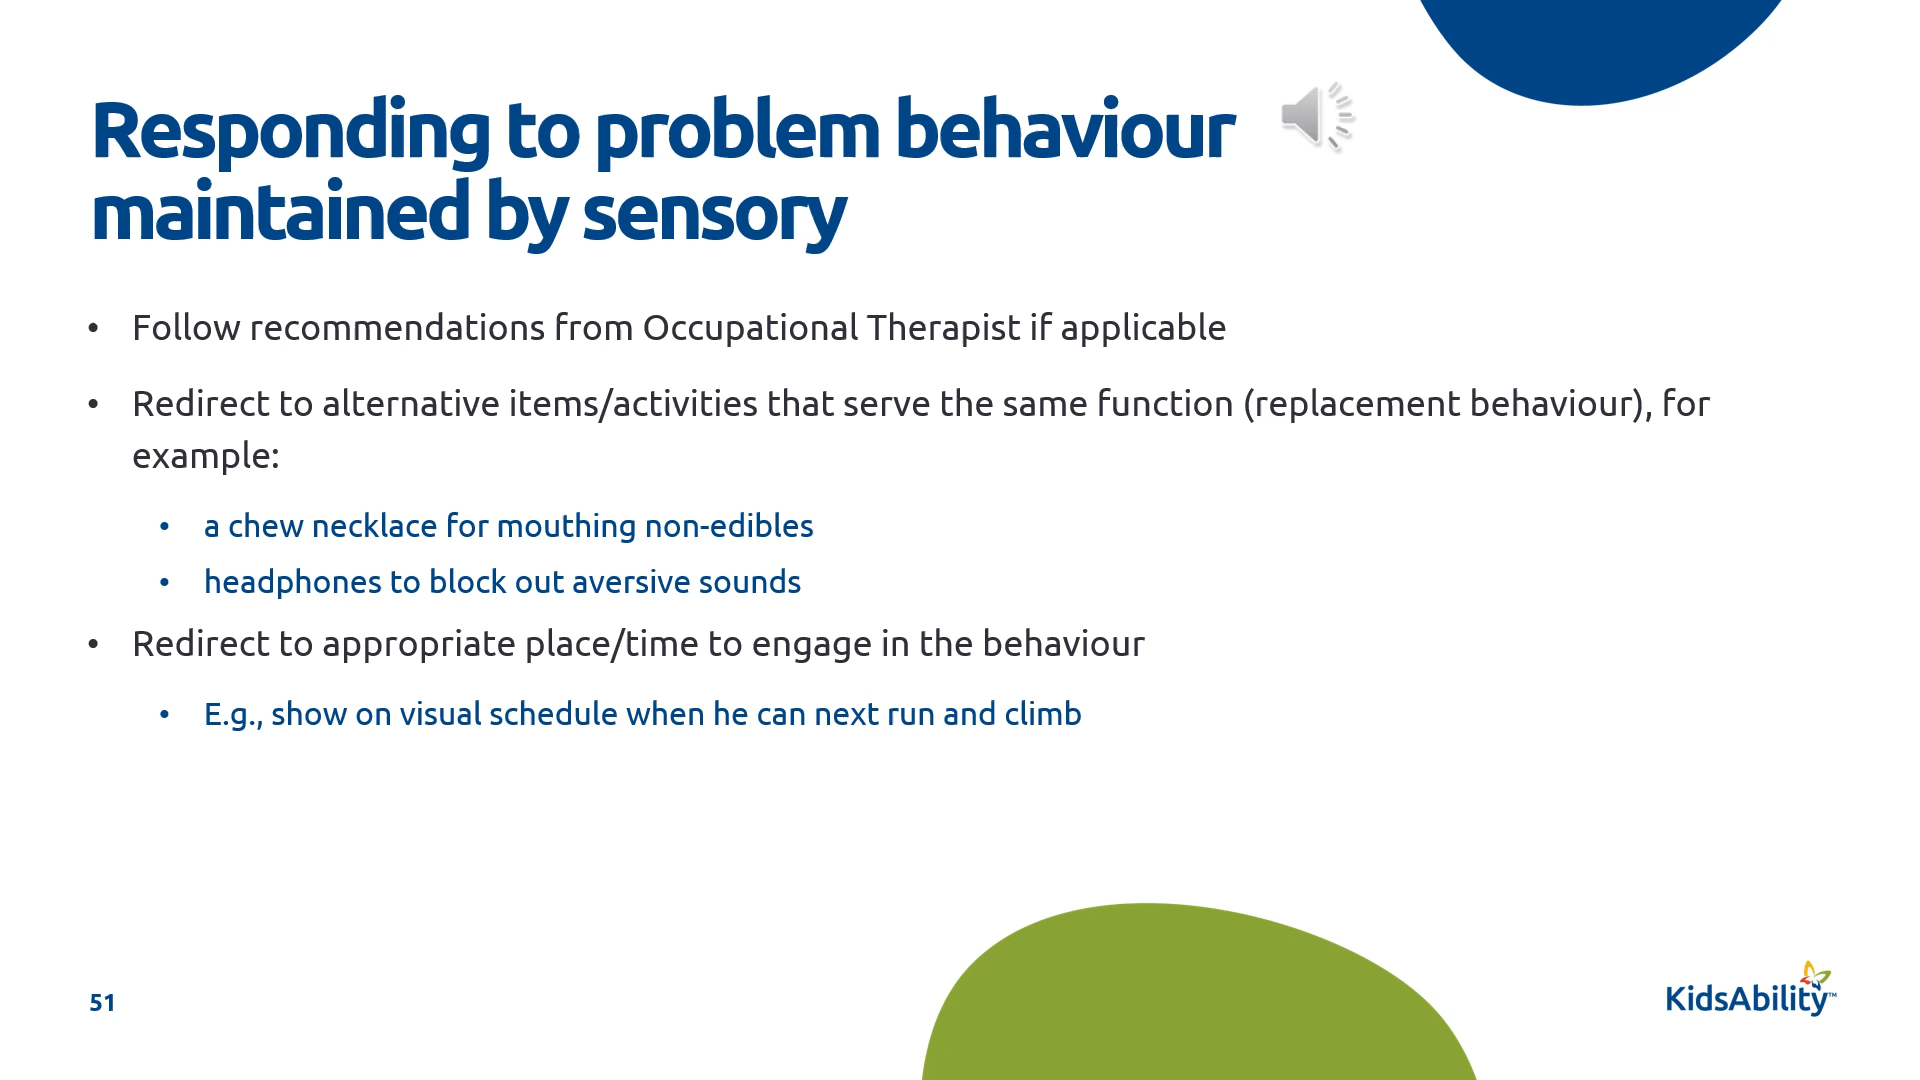 Responding to problem behaviour
maintained by sensory
• Follow recommendations from Occupational Therapist if applicable
• Redirect to alternative items/activities that serve the same function (replacement behaviour), for
example:
• a chew necklace for mouthing non-edibles
• headphones to block out aversive sounds
• Redirect to appropriate place/time to engage in the behaviour
• E.g., show on visual schedule when he can next run and climb
51
KidsAbility™